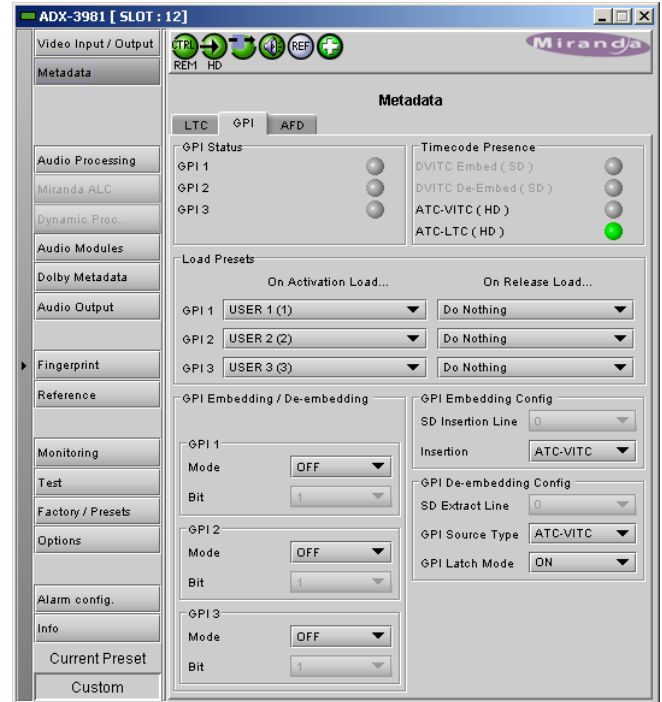 ADX-3981 [ SLOT : 12]
Video Input / Output
Metadata
Audio Processing
Miranda ALC
Dynamic Proc.
Audio Modules
Dolby Metadata
Audio Output
Fingerprint
Reference
Monitoring
Test
Factory / Presets
Options
Alarm config.
Info
Current Preset
Custom
CTRL
REF
REM HD
Miranda
Metadata
LTC GPI AFD
GPI Status
GPI 1
GPI 2
GPI 3
Timecode Presence
DVITC Embed ( SD )
DVITC De-Embed ( SD )
ATC-VITC ( HD )
ATC-LTC ( HD )
Load Presets
On Activation Load... On Release Load...
GPI 1 USER 1 (1) Do Nothing
GPI 2 USER 2 (2) Do Nothing
GPI 3 USER 3 (3) Do Nothing
GPI Embedding / De-embedding
GPI 1
Mode OFF
Bit 1
GPI 2
Mode OFF
Bit 1
GPI 3
Mode OFF
Bit 1
GPI Embedding Config
SD Insertion Line 0
Insertion ATC-VITC
GPI De-embedding Config
SD Extract Line 0
GPI Source Type ATC-VITC
GPI Latch Mode ON